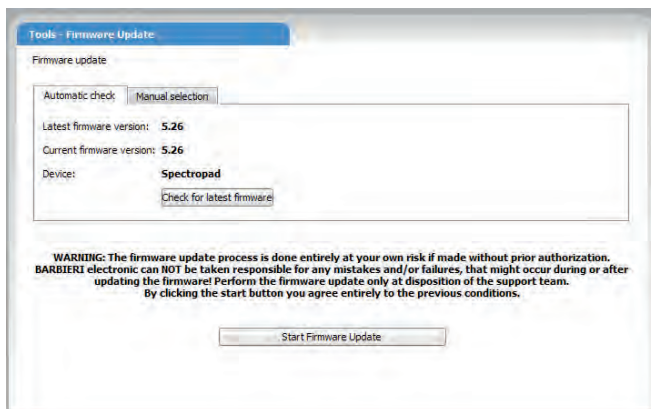 Tools - Firmware Update
Firmware update
Automatic check Manual selection
Latest firmware version: 5.26
Current firmware version: 5.26
Device: Spectropad
Check for latest firmware
WARNING: The firmware update process is done entirely at your own risk if made without prior authorization.
BARBIERI electronic can NOT be taken responsible for any mistakes and/or failures, that might occur during or after
updating the firmware! Perform the firmware update only at disposition of the support team.
By clicking the start button you agree entirely to the previous conditions.
Start Firmware Update